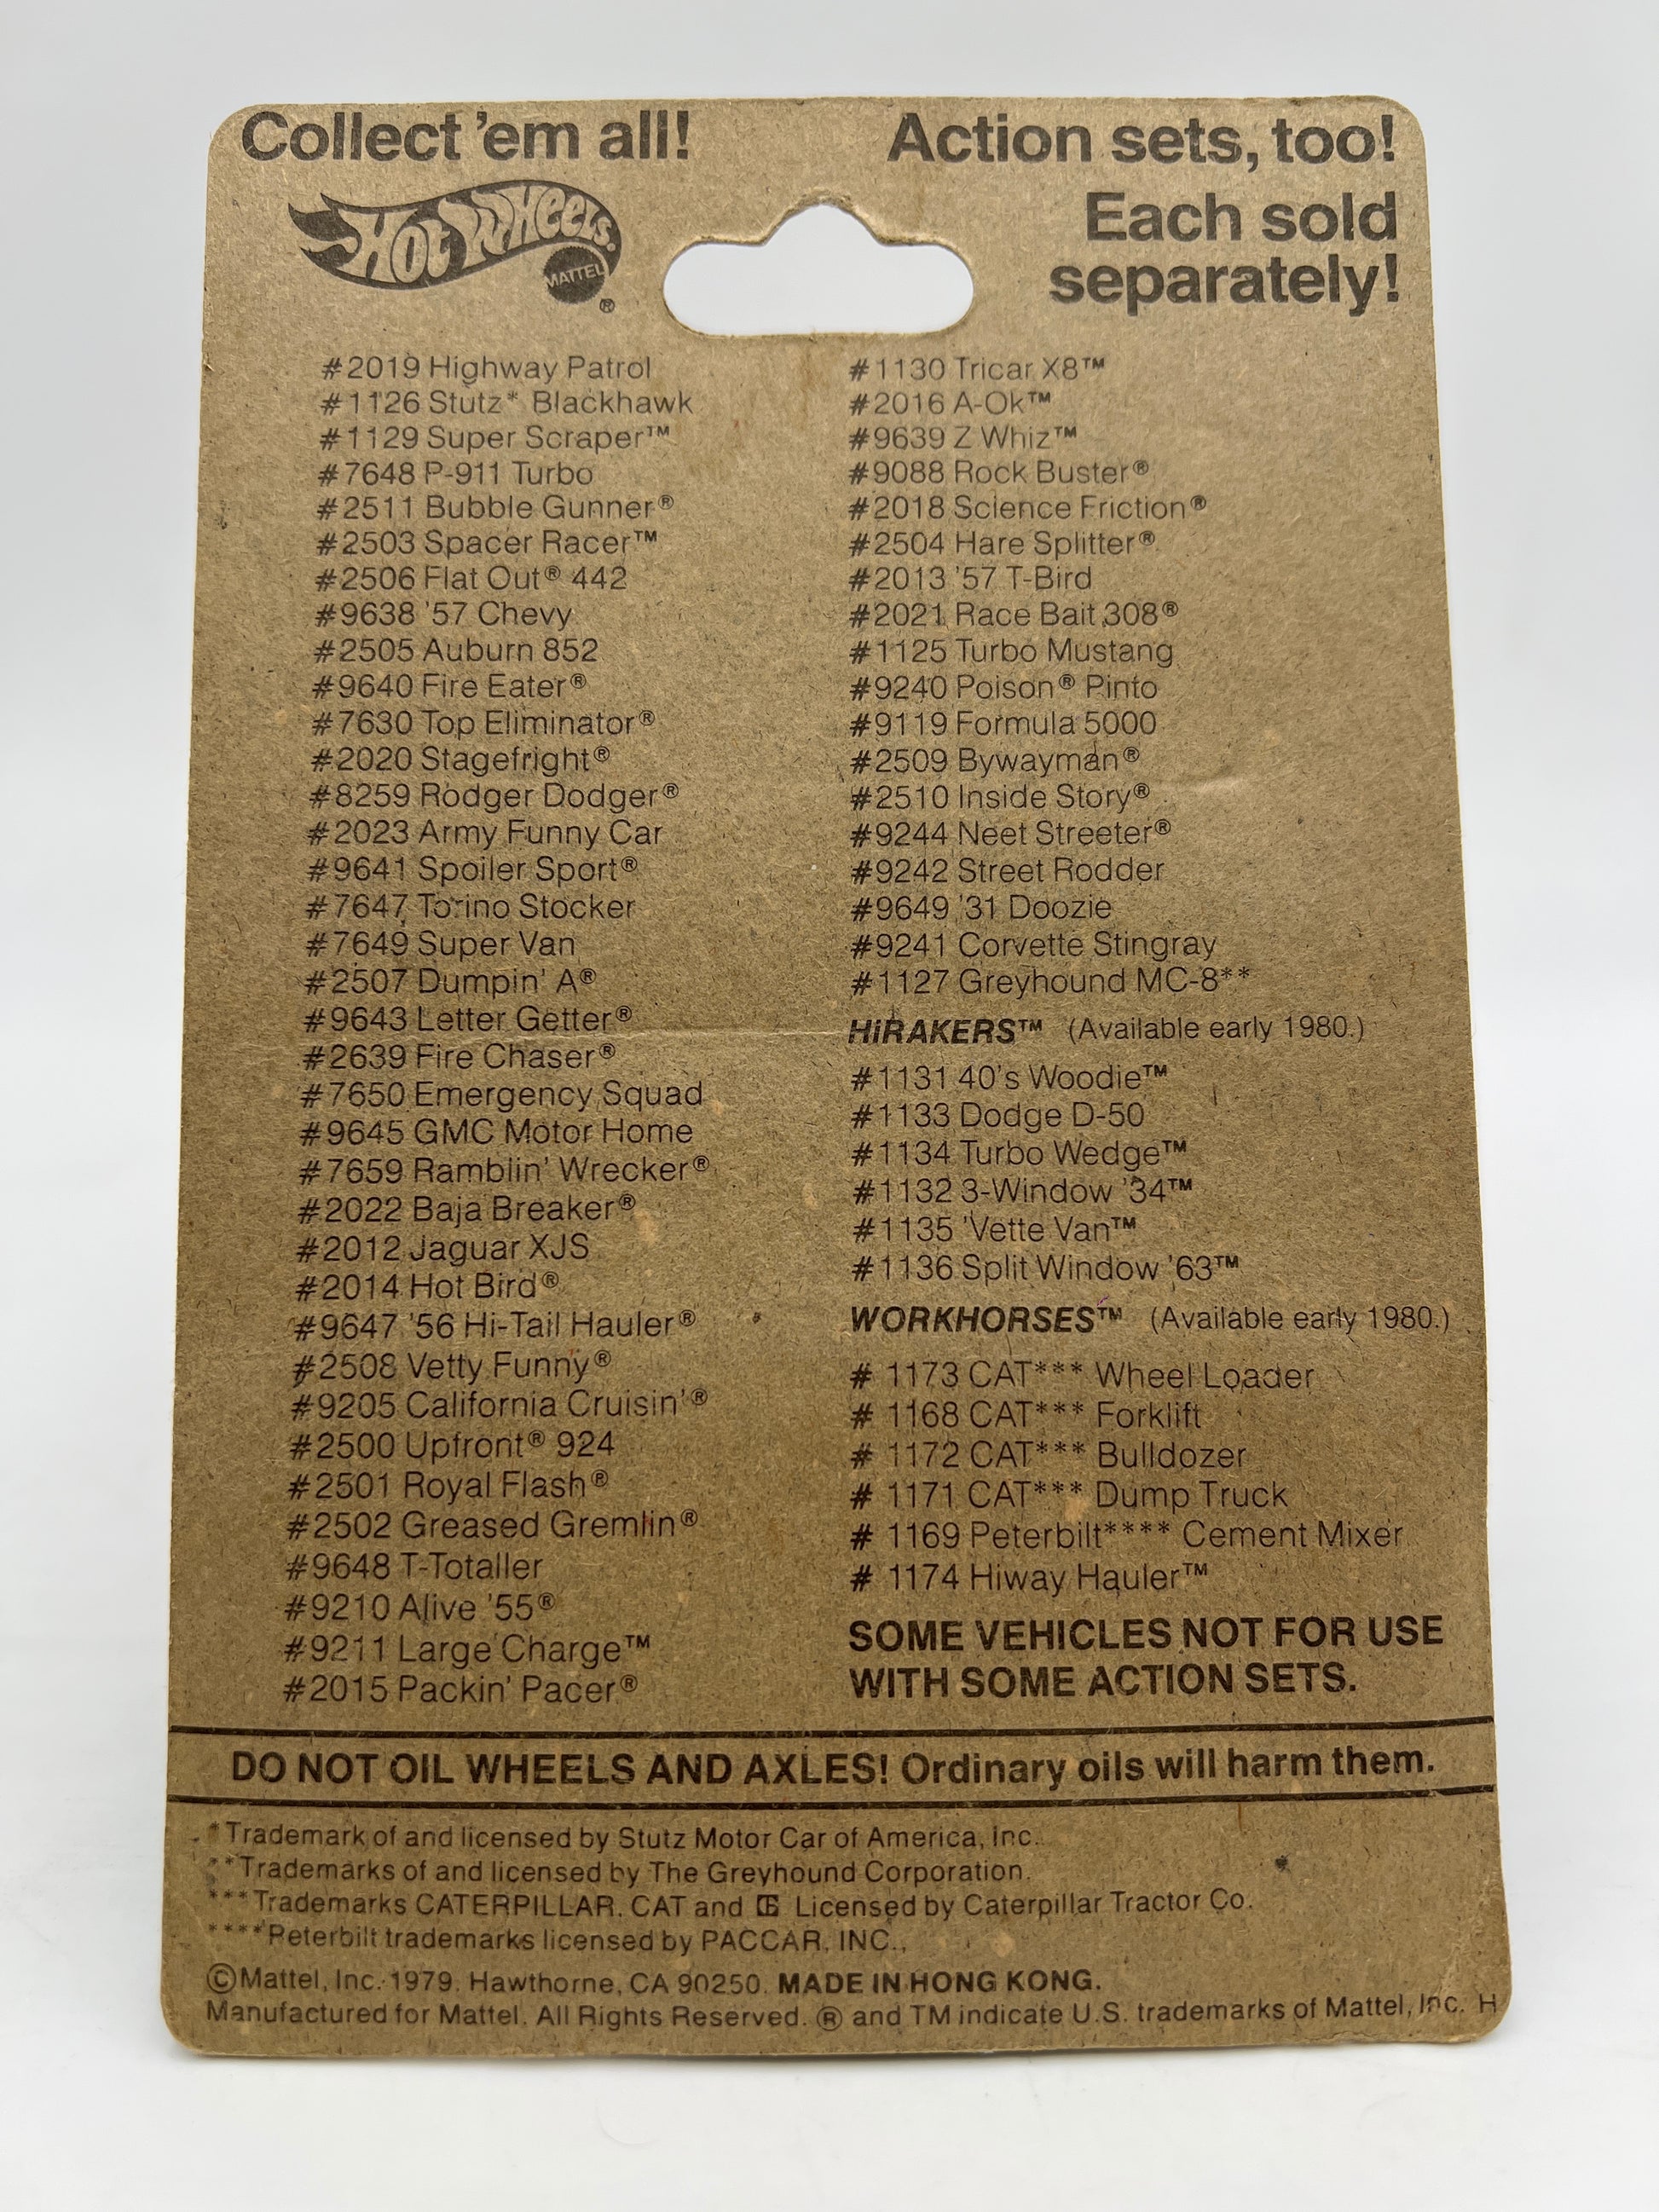 Collect 'em all!
HOT WHEELS.
MATTEL
®
Action sets, too!
Each sold
separately!
#2019 Highway Patrol
#1126 Stutz* Blackhawk
#1129 Super Scraper™
#7648 P-911 Turbo
#2511 Bubble Gunner®
#2503 Spacer Racer™
#2506 Flat Out® 442
#9638 '57 Chevy
#2505 Auburn 852
#9640 Fire Eater®
#7630 Top Eliminator®
#2020 Stagefright®
#8259 Rodger Dodger®
#2023 Army Funny Car
#9641 Spoiler Sport®
#7647 Torino Stocker
#7649 Super Van
#2507 Dumpin' A®
#9643 Letter Getter®
#2639 Fire Chaser®
#7650 Emergency Squad
#9645 GMC Motor Home
#7659 Ramblin' Wrecker®
#2022 Baja Breaker®
#2012 Jaguar XJS
#2014 Hot Bird®
#9647 '56 Hi-Tail Hauler®
#2508 Vetty Funny®
#9205 California Cruisin'®
#2500 Upfront® 924
#2501 Royal Flash®
#2502 Greased Gremlin®
#9648 T-Totaller
#9210 Alive '55®
#9211 Large Charge™
#2015 Packin' Pacer®
#1130 Tricar X8™
#2016 A-Ok™
#9639 Z Whiz™
#9088 Rock Buster®
#2018 Science Friction®
#2504 Hare Splitter®
#2013 '57 T-Bird
#2021 Race Bait 308®
#1125 Turbo Mustang
#9240 Poison® Pinto
#9119 Formula 5000
#2509 Bywayman®
#2510 Inside Story®
#9244 Neet Streeter®
#9242 Street Rodder
#9649 '31 Doozie
#9241 Corvette Stingray
#1127 Greyhound MC-8**
HiRAKERS™ (Available early 1980.)
#1131 40's Woodie™
#1133 Dodge D-50
#1134 Turbo Wedge™
#1132 3-Window '34™
#1135 'Vette Van™
#1136 Split Window '63™
WORKHORSES™ (Available early 1980.)
# 1173 CAT*** Wheel Loader
# 1168 CAT*** Forklift
# 1172 CAT*** Bulldozer
# 1171 CAT*** Dump Truck
# 1169 Peterbilt**** Cement Mixer
# 1174 Hiway Hauler™
SOME VEHICLES NOT FOR USE
WITH SOME ACTION SETS.
DO NOT OIL WHEELS AND AXLES! Ordinary oils will harm them.
*Trademark of and licensed by Stutz Motor Car of America, Inc.
**Trademarks of and licensed by The Greyhound Corporation.
***Trademarks CATERPILLAR. CAT and Licensed by Caterpillar Tractor Co.
****Peterbilt trademarks licensed by PACCAR, INC.,
©Mattel, Inc. 1979. Hawthorne, CA 90250. MADE IN HONG KONG.
Manufactured for Mattel. All Rights Reserved. ® and TM indicate U.S. trademarks of Mattel, Inc. H